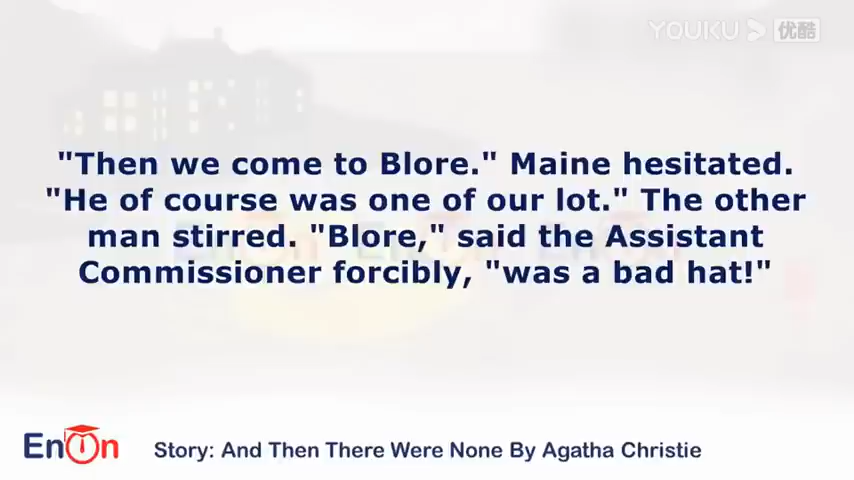 YOUKU 优酷
"Then we come to Blore." Maine hesitated.
"He of course was one of our lot." The other
man stirred. "Blore," said the Assistant
Commissioner forcibly, "was a bad hat!"
EnOn
Story: And Then There Were None By Agatha Christie